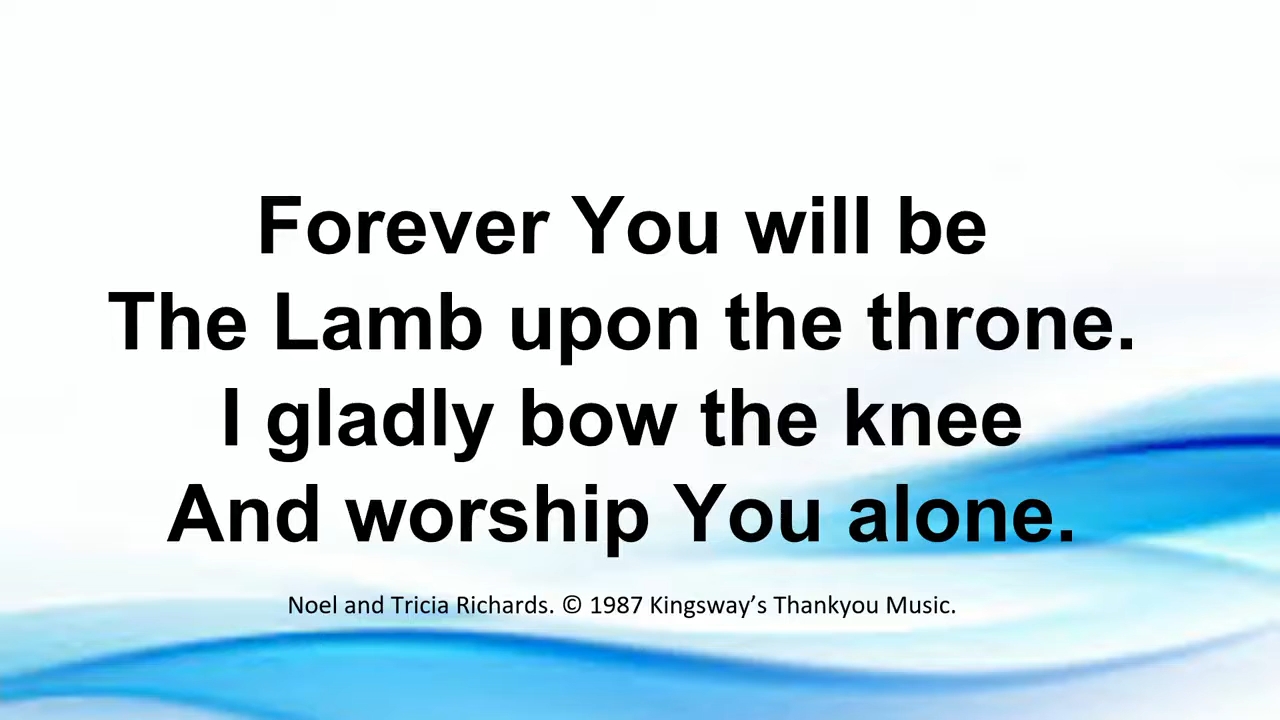 Forever You will be
The Lamb upon the throne.
I gladly bow the knee
And worship You alone.
Noel and Tricia Richards. © 1987 Kingsway’s Thankyou Music.